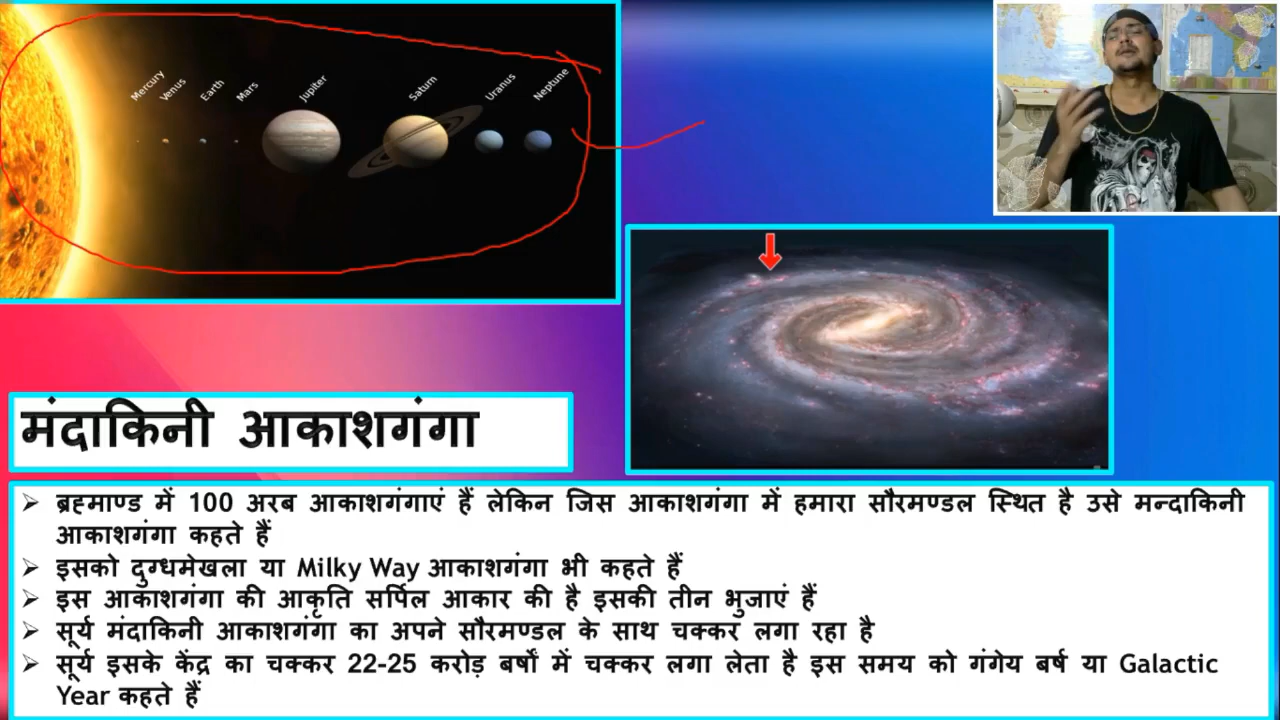 Mercury
Venus
Earth
Mars
Jupiter
Saturn
Uranus
Neptune
मंदाकिनी आकाशगंगा
ब्रह्माण्ड में 100 अरब आकाशगंगाएं हैं लेकिन जिस आकाशगंगा में हमारा सौरमण्डल स्थित है उसे मन्दाकिनी
आकाशगंगा कहते हैं
इसको दुग्धमेखला या Milky Way आकाशगंगा भी कहते हैं
इस आकाशगंगा की आकृति सर्पिल आकार की है इसकी तीन भुजाएं हैं
सूर्य मंदाकिनी आकाशगंगा का अपने सौरमण्डल के साथ चक्कर लगा रहा है
सूर्य इसके केंद्र का चक्कर 22-25 करोड़ बर्षों में चक्कर लगा लेता है इस समय को गंगेय बर्ष या Galactic
Year कहते हैं